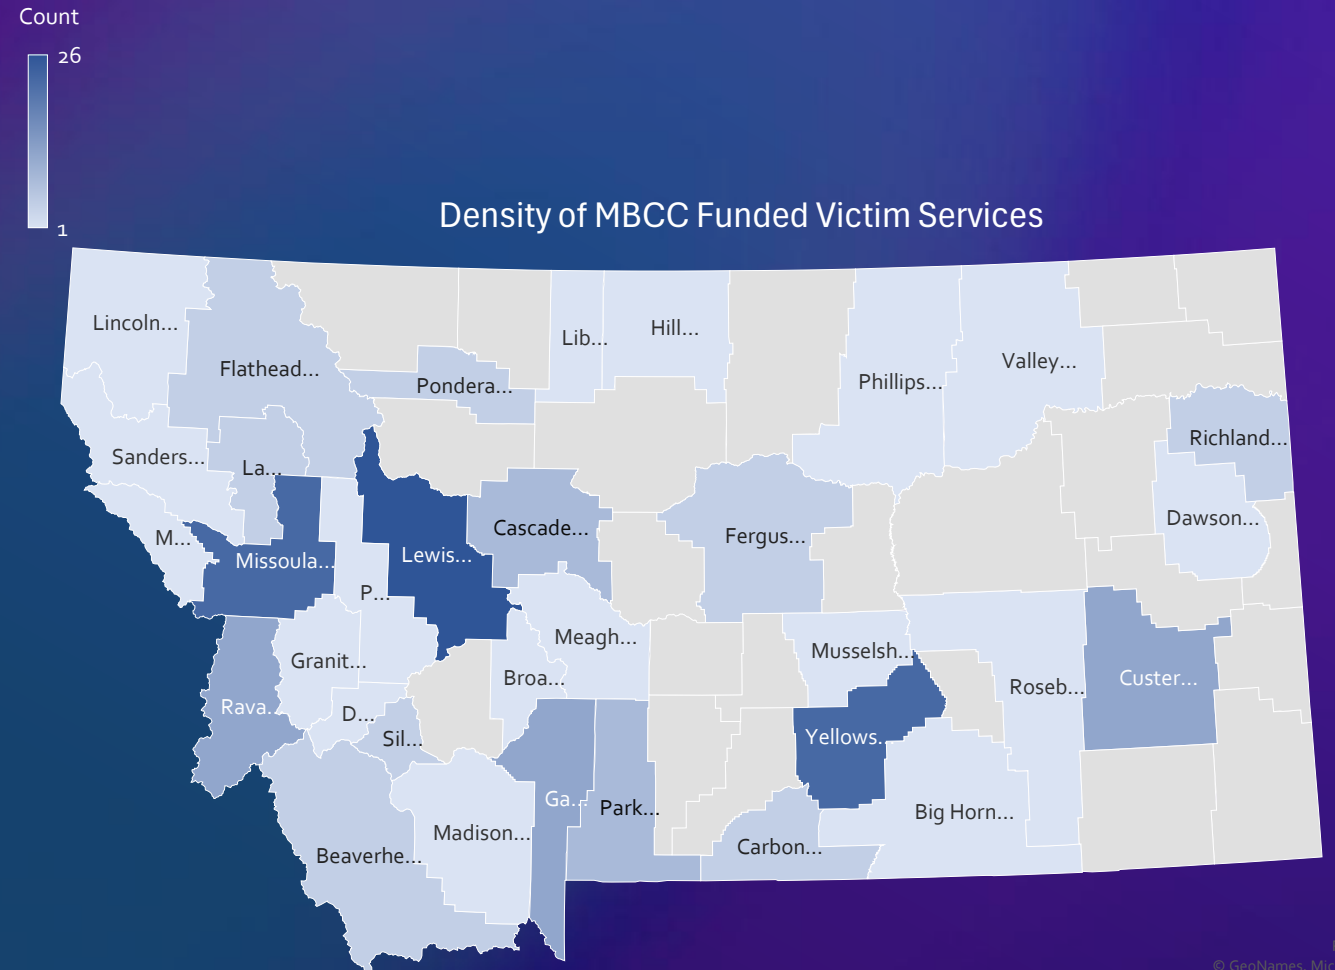 Count
26
1
Density of MBCC Funded Victim Services
Lincoln...
Flathead...
Lib...
Hill...
Pondera...
Phillips...
Valley...
Richland...
Sanders...
La...
Cascade...
Fergus...
Dawson...
M...
Missoula...
Lewis...
P...
Meagh...
Musselsh...
Granit...
Broa...
Roseb...
Custer...
Rava...
D...
Sil...
Yellows...
Ga...
Park...
Big Horn...
Madison...
Carbon...
Beaverhe...
© GeoNames, Mic